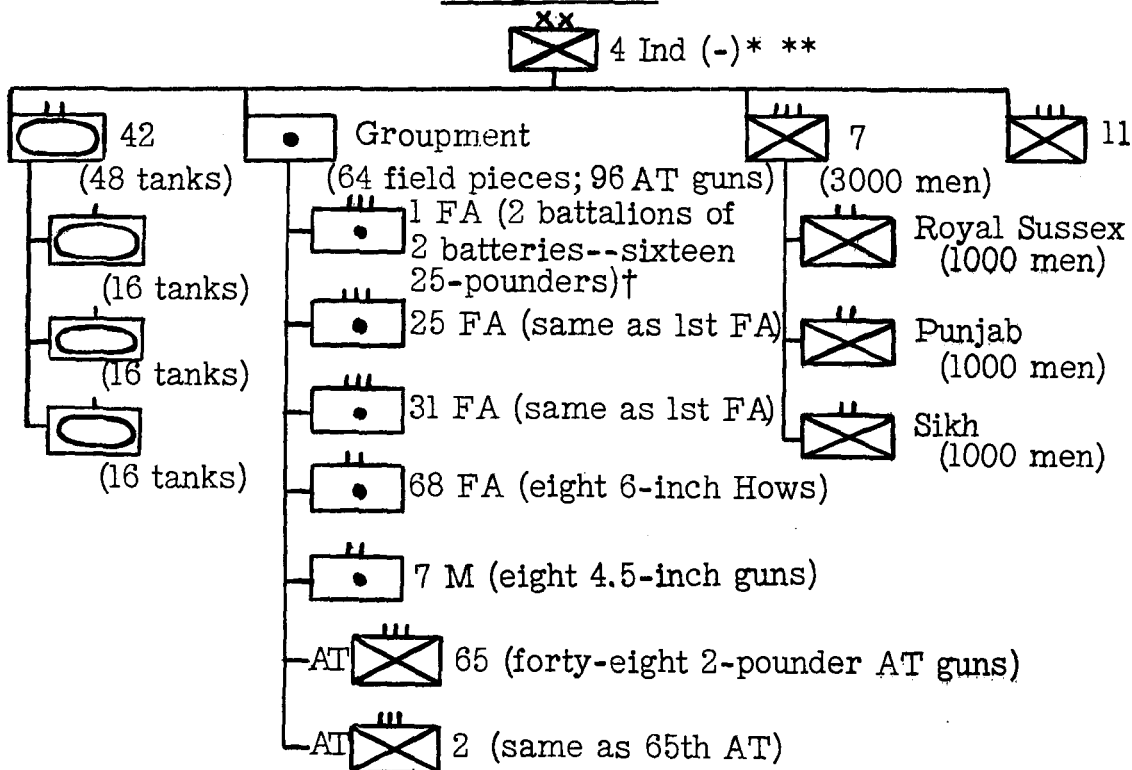 4 Ind (-)* **
42
(48 tanks)
(16 tanks)
(16 tanks)
(16 tanks)
Groupment
(64 field pieces; 96 AT guns)
1 FA (2 battalions of
2 batteries--sixteen
25-pounders)†
25 FA (same as 1st FA)
31 FA (same as 1st FA)
68 FA (eight 6-inch Hows)
7 M (eight 4.5-inch guns)
AT 65 (forty-eight 2-pounder AT guns)
AT 2 (same as 65th AT)
7
(3000 men)
Royal Sussex
(1000 men)
Punjab
(1000 men)
Sikh
(1000 men)
11